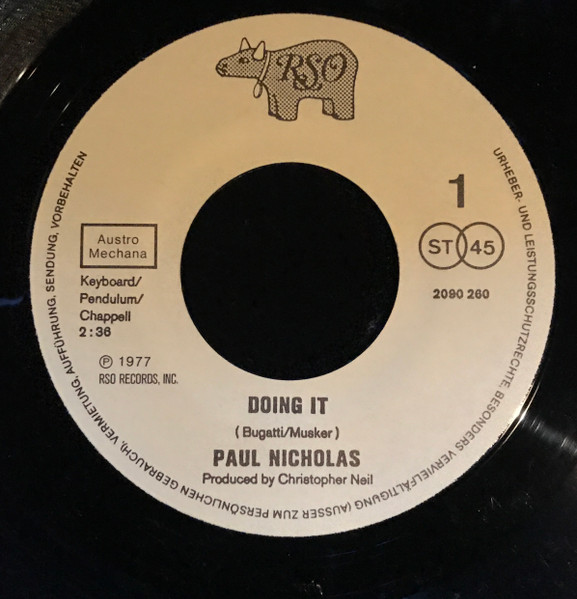 RSO
1
Austro
Mechana
ST 45
Keyboard/
Pendulum/
Chappell
2:36
2090 260
Ⓟ 1977
RSO RECORDS, INC.
DOING IT
(Bugatti/Musker)
PAUL NICHOLAS
Produced by Christopher Neil
URHEBER- UND LEISTUNGSSCHUTZRECHTE, BESONDERS VERVIELFÄLTIGUNG (AUSSER ZUM PERSÖNLICHEN GEBRAUCH), VERMIETUNG, AUFFÜHRUNG, SENDUNG, VORBEHALTEN